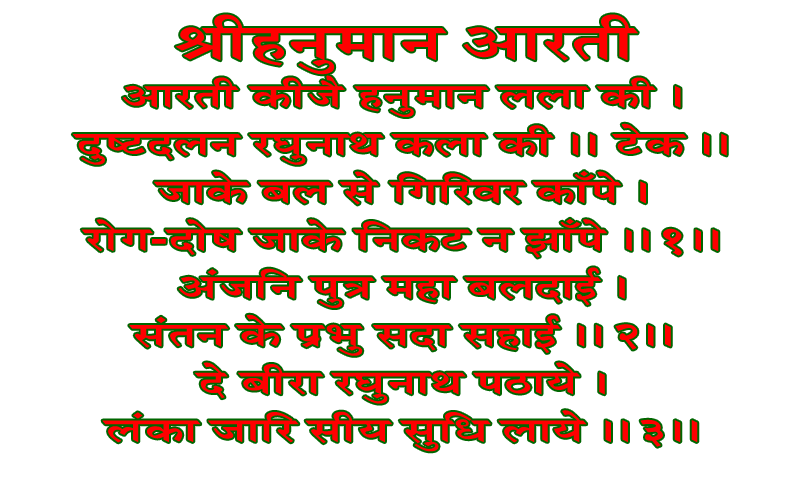 श्रीहनुमान आरती
आरती कीजै हनुमान लला की ।
दुष्टदलन रघुनाथ कला की ।। टेक ।।
जाके बल से गिरिवर काँपे ।
रोग-दोष जाके निकट न झाँपे ।। १ ।।
अंजनि पुत्र महा बलदाई ।
संतन के प्रभु सदा सहाई ।। २।।
दे बीरा रघुनाथ पठाये ।
लंका जारि सीय सुधि लाये ।। ३।।